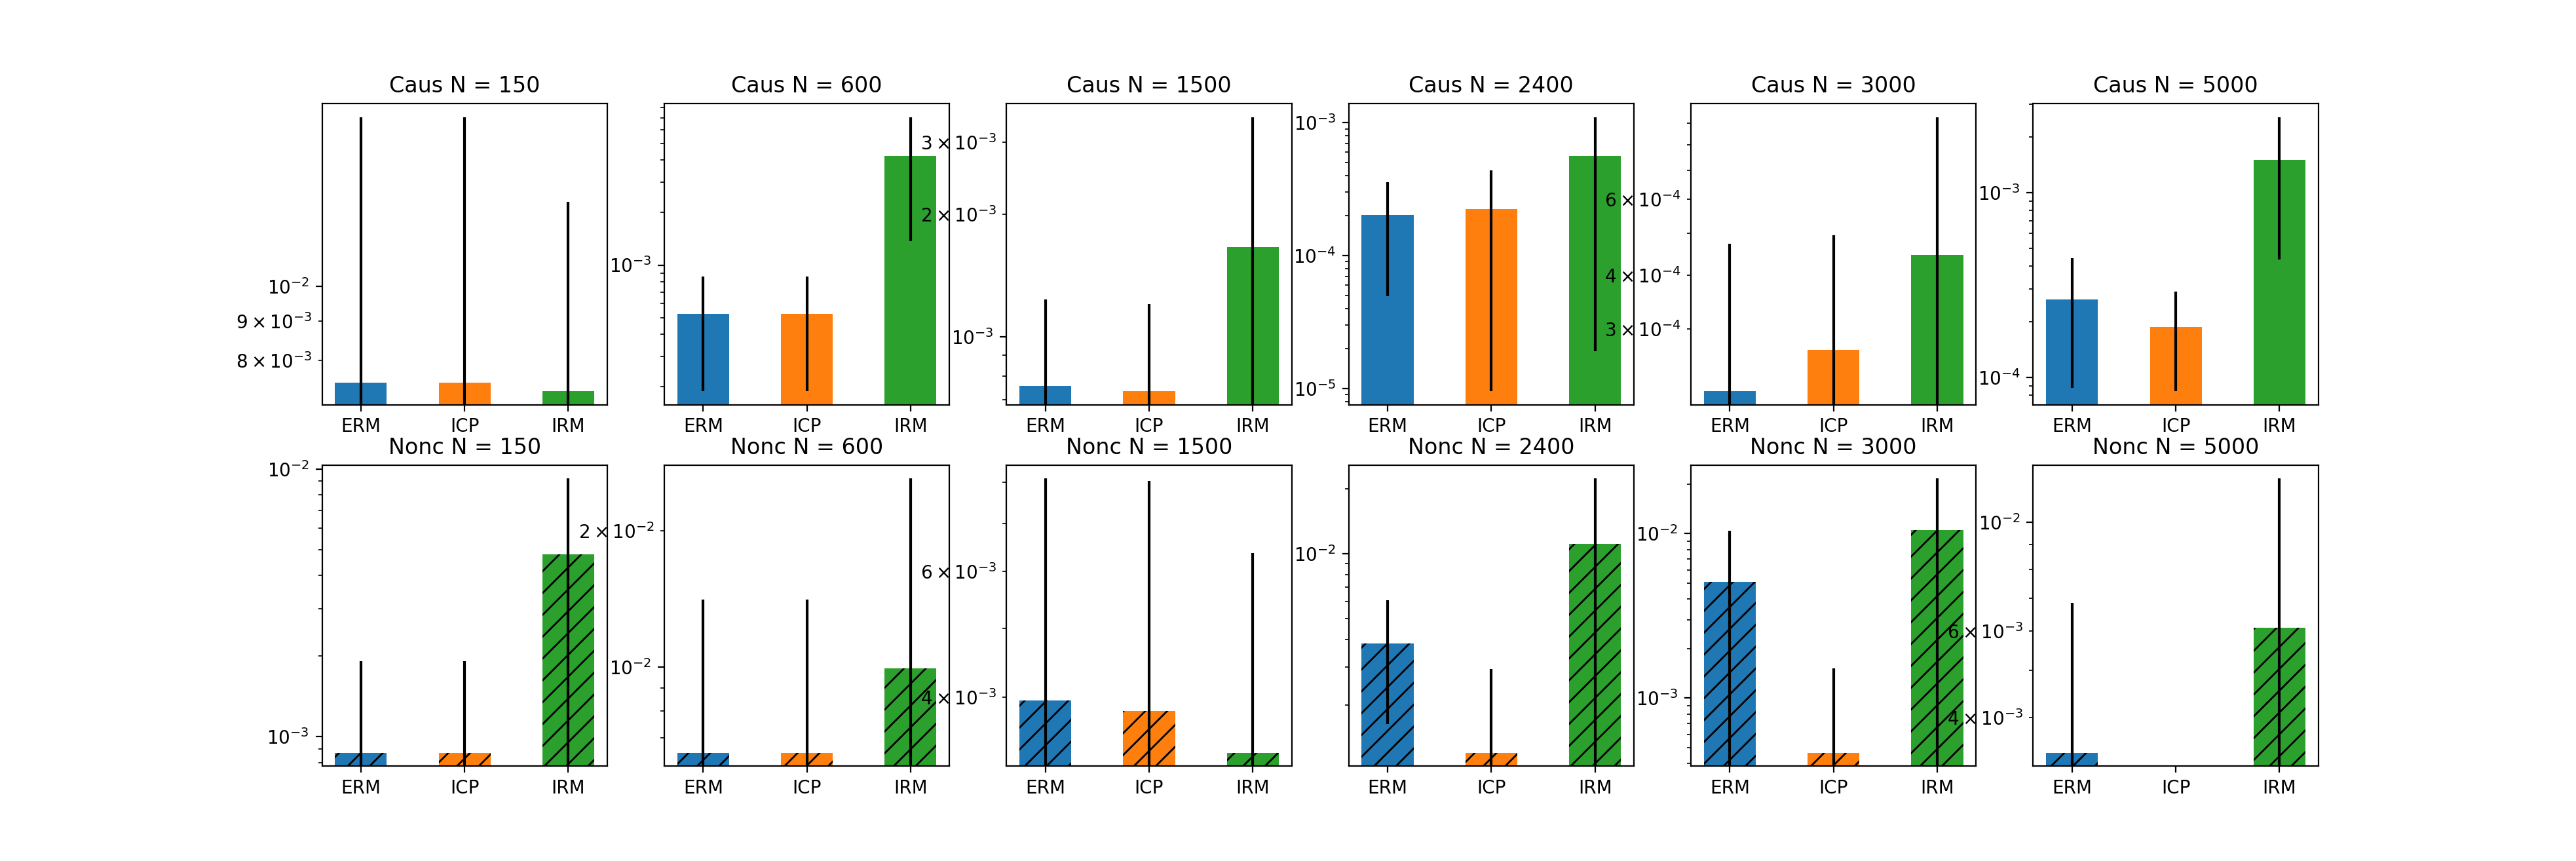 Caus N = 150
10⁻²
9 × 10⁻³
8 × 10⁻³
ERM ICP IRM
Caus N = 600
10⁻³
ERM ICP IRM
Caus N = 1500
3 × 10⁻³
2 × 10⁻³
10⁻³
ERM ICP IRM
Caus N = 2400
10⁻³
10⁻⁴
10⁻⁵
ERM ICP IRM
Caus N = 3000
6 × 10⁻⁴
4 × 10⁻⁴
3 × 10⁻⁴
ERM ICP IRM
Caus N = 5000
10⁻³
10⁻⁴
ERM ICP IRM
Nonc N = 150
10⁻²
10⁻³
ERM ICP IRM
Nonc N = 600
2 × 10⁻²
10⁻²
ERM ICP IRM
Nonc N = 1500
6 × 10⁻³
4 × 10⁻³
ERM ICP IRM
Nonc N = 2400
10⁻²
ERM ICP IRM
Nonc N = 3000
10⁻²
10⁻³
ERM ICP IRM
Nonc N = 5000
10⁻²
6 × 10⁻³
4 × 10⁻³
ERM ICP IRM